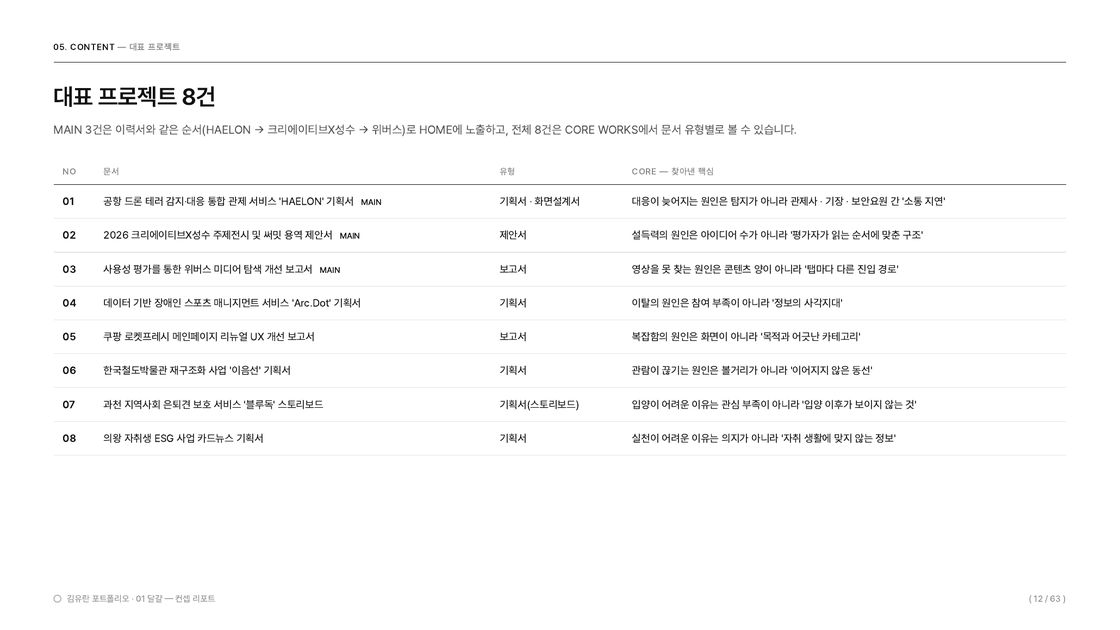 05. CONTENT — 대표 프로젝트
대표 프로젝트 8건
MAIN 3건은 이력서와 같은 순서(HAELON → 크리에이티브X성수 → 위버스)로 HOME에 노출하고, 전체 8건은 CORE WORKS에서 문서 유형별로 볼 수 있습니다.
NO 문서 유형 CORE — 찾아낸 핵심
01 공항 드론 테러 감지·대응 통합 관제 서비스 'HAELON' 기획서 MAIN 기획서 · 화면설계서 대응이 늦어지는 원인은 탐지가 아니라 관제사 · 기장 · 보안요원 간 '소통 지연'
02 2026 크리에이티브X성수 주제전시 및 써밋 용역 제안서 MAIN 제안서 설득력의 원인은 아이디어 수가 아니라 '평가자가 읽는 순서에 맞춘 구조'
03 사용성 평가를 통한 위버스 미디어 탐색 개선 보고서 MAIN 보고서 영상을 못 찾는 원인은 콘텐츠 양이 아니라 '탭마다 다른 진입 경로'
04 데이터 기반 장애인 스포츠 매니지먼트 서비스 'Arc.Dot' 기획서 기획서 이탈의 원인은 참여 부족이 아니라 '정보의 사각지대'
05 쿠팡 로켓프레시 메인페이지 리뉴얼 UX 개선 보고서 보고서 복잡함의 원인은 화면이 아니라 '목적과 어긋난 카테고리'
06 한국철도박물관 재구조화 사업 '이음선' 기획서 기획서 관람이 끊기는 원인은 볼거리가 아니라 '이어지지 않은 동선'
07 과천 지역사회 은퇴견 보호 서비스 '블루독' 스토리보드 기획서(스토리보드) 입양이 어려운 이유는 관심 부족이 아니라 '입양 이후가 보이지 않는 것'
08 의왕 자취생 ESG 사업 카드뉴스 기획서 기획서 실천이 어려운 이유는 의지가 아니라 '자취 생활에 맞지 않는 정보'
김유란 포트폴리오 · 01 달걀 — 컨셉 리포트
( 12 / 63 )